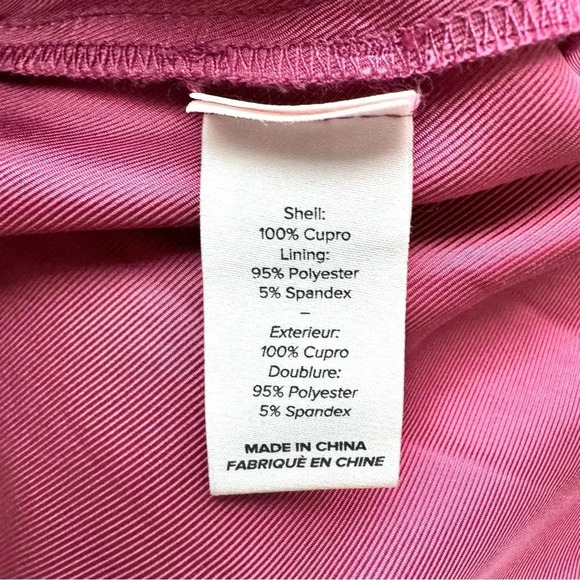 Shell:
100% Cupro
Lining:
95% Polyester
5% Spandex
–
Exterieur:
100% Cupro
Doublure:
95% Polyester
5% Spandex
MADE IN CHINA
FABRIQUÈ EN CHINE